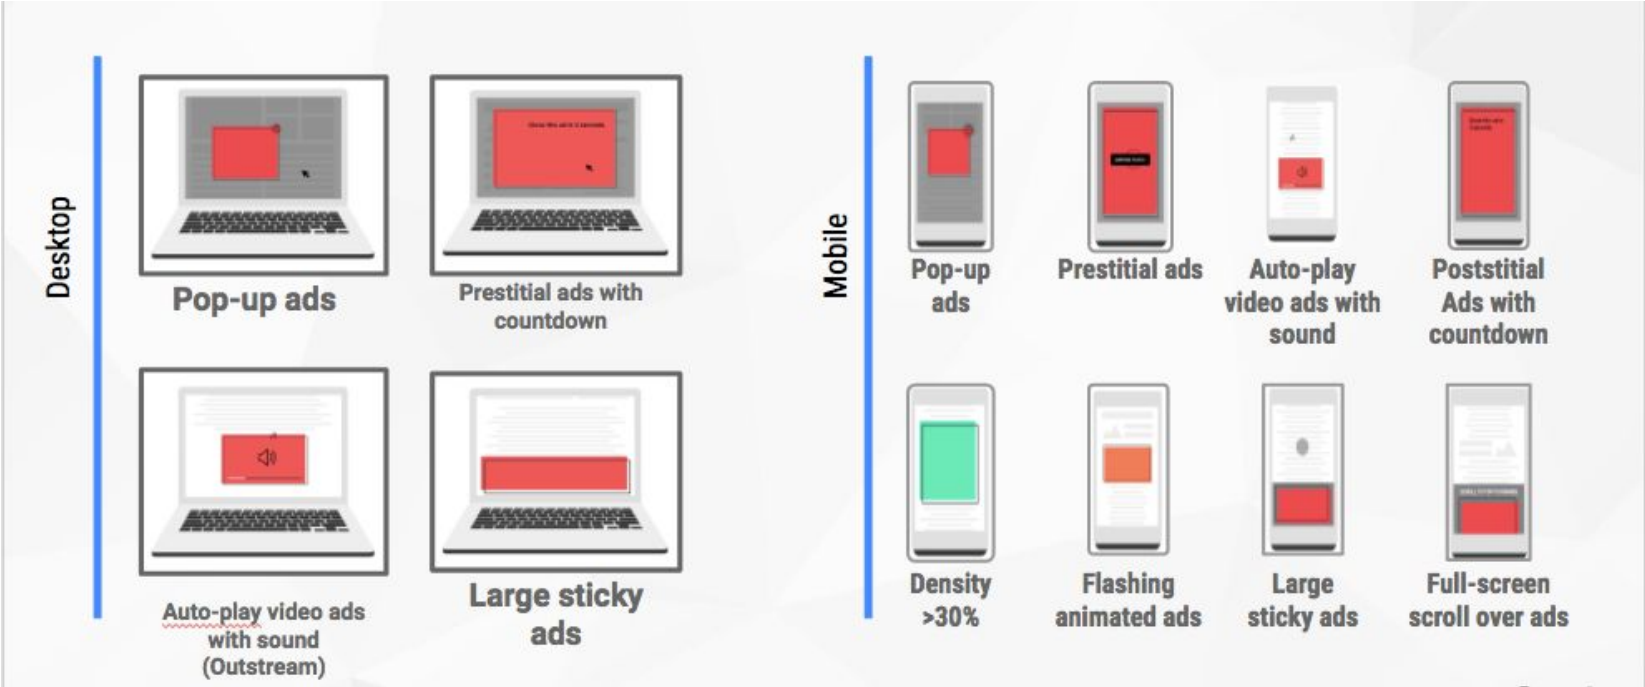 Desktop
Pop-up ads
Prestitial ads with
countdown
Auto-play video ads
with sound
(Outstream)
Large sticky
ads
Mobile
Pop-up
ads
Prestitial ads
Auto-play
video ads with
sound
Poststitial
Ads with
countdown
Density
>30%
Flashing
animated ads
Large
sticky ads
Full-screen
scroll over ads